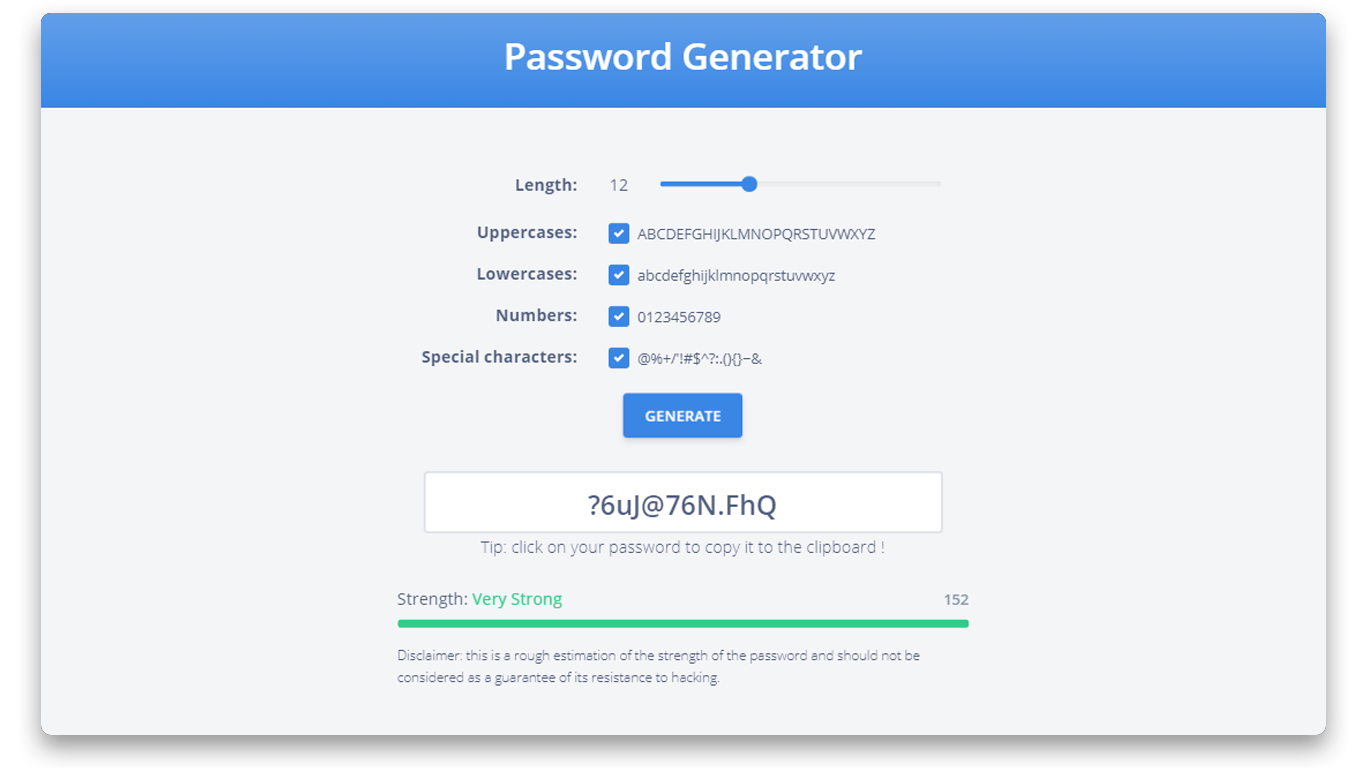 Password Generator
Length: 12
Uppercases: ABCDEFGHIJKLMNOPQRSTUVWXYZ
Lowercases: abcdefghijklmnopqrstuvwxyz
Numbers: 0123456789
Special characters: @%+/'!#$^?:.(){}~&
GENERATE
?6uJ@76N.FhQ
Tip: click on your password to copy it to the clipboard !
Strength: Very Strong 152
Disclaimer: this is a rough estimation of the strength of the password and should not be
considered as a guarantee of its resistance to hacking.